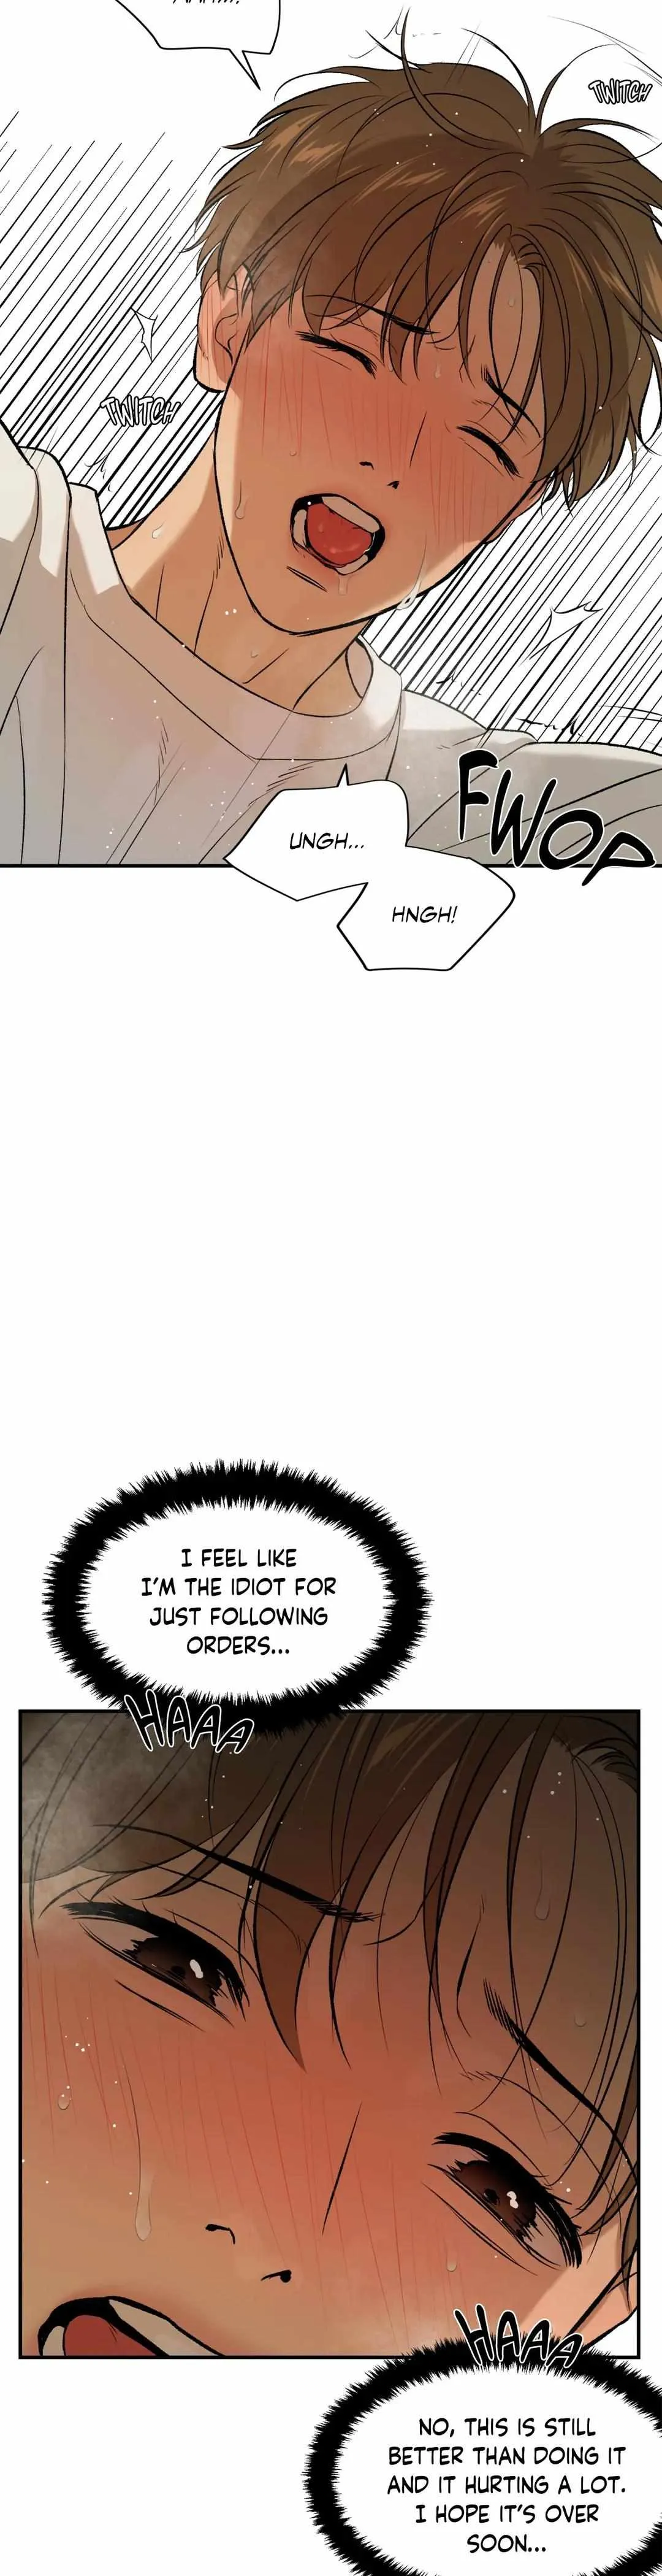 TWITCH
TWITCH
FWOP
UNGH...
HNGH!
I FEEL LIKE
I'M THE IDIOT FOR
JUST FOLLOWING
ORDERS...
HAAA
HAAA
NO, THIS IS STILL
BETTER THAN DOING IT
AND IT HURTING A LOT.
I HOPE IT'S OVER
SOON...